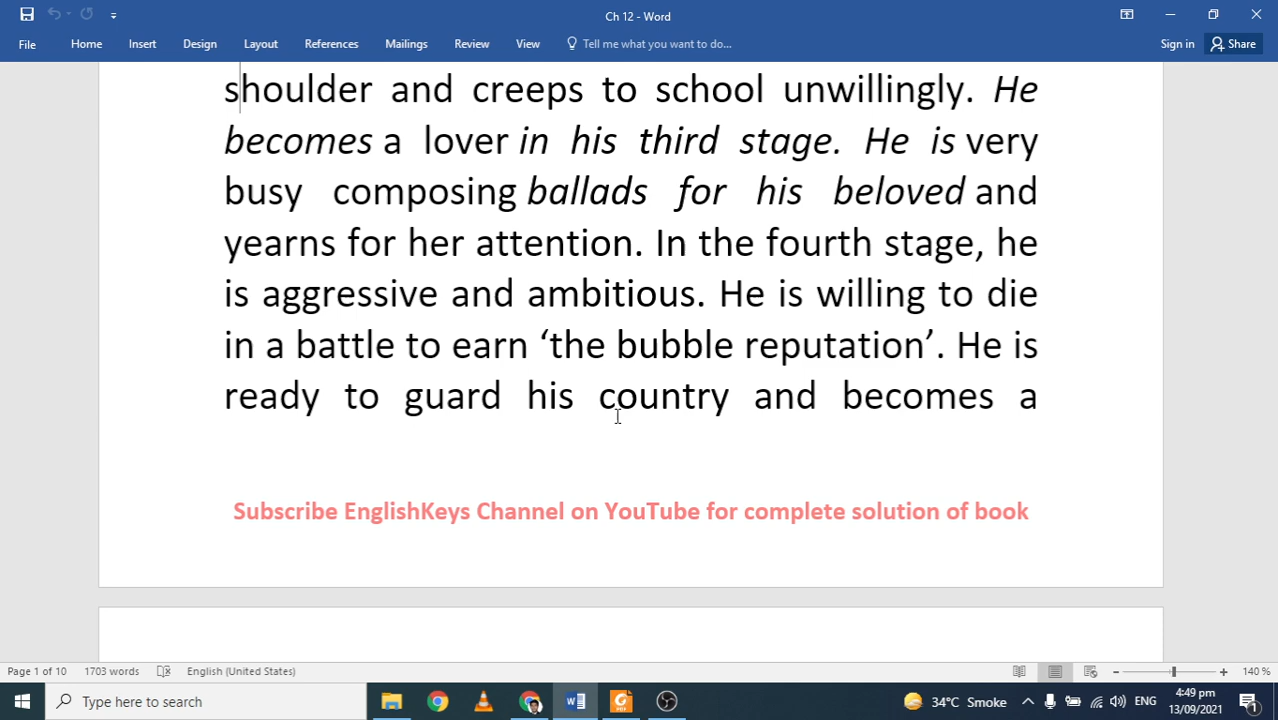 Ch 12 - Word
File Home Insert Design Layout References Mailings Review View Tell me what you want to do... Sign in Share
shoulder and creeps to school unwillingly. He
becomes a lover in his third stage. He is very
busy composing ballads for his beloved and
yearns for her attention. In the fourth stage, he
is aggressive and ambitious. He is willing to die
in a battle to earn ‘the bubble reputation’. He is
ready to guard his country and becomes a
Subscribe EnglishKeys Channel on YouTube for complete solution of book
Page 1 of 10 1703 words English (United States) 140 %
Type here to search 34°C Smoke ENG 4:49 pm
13/09/2021